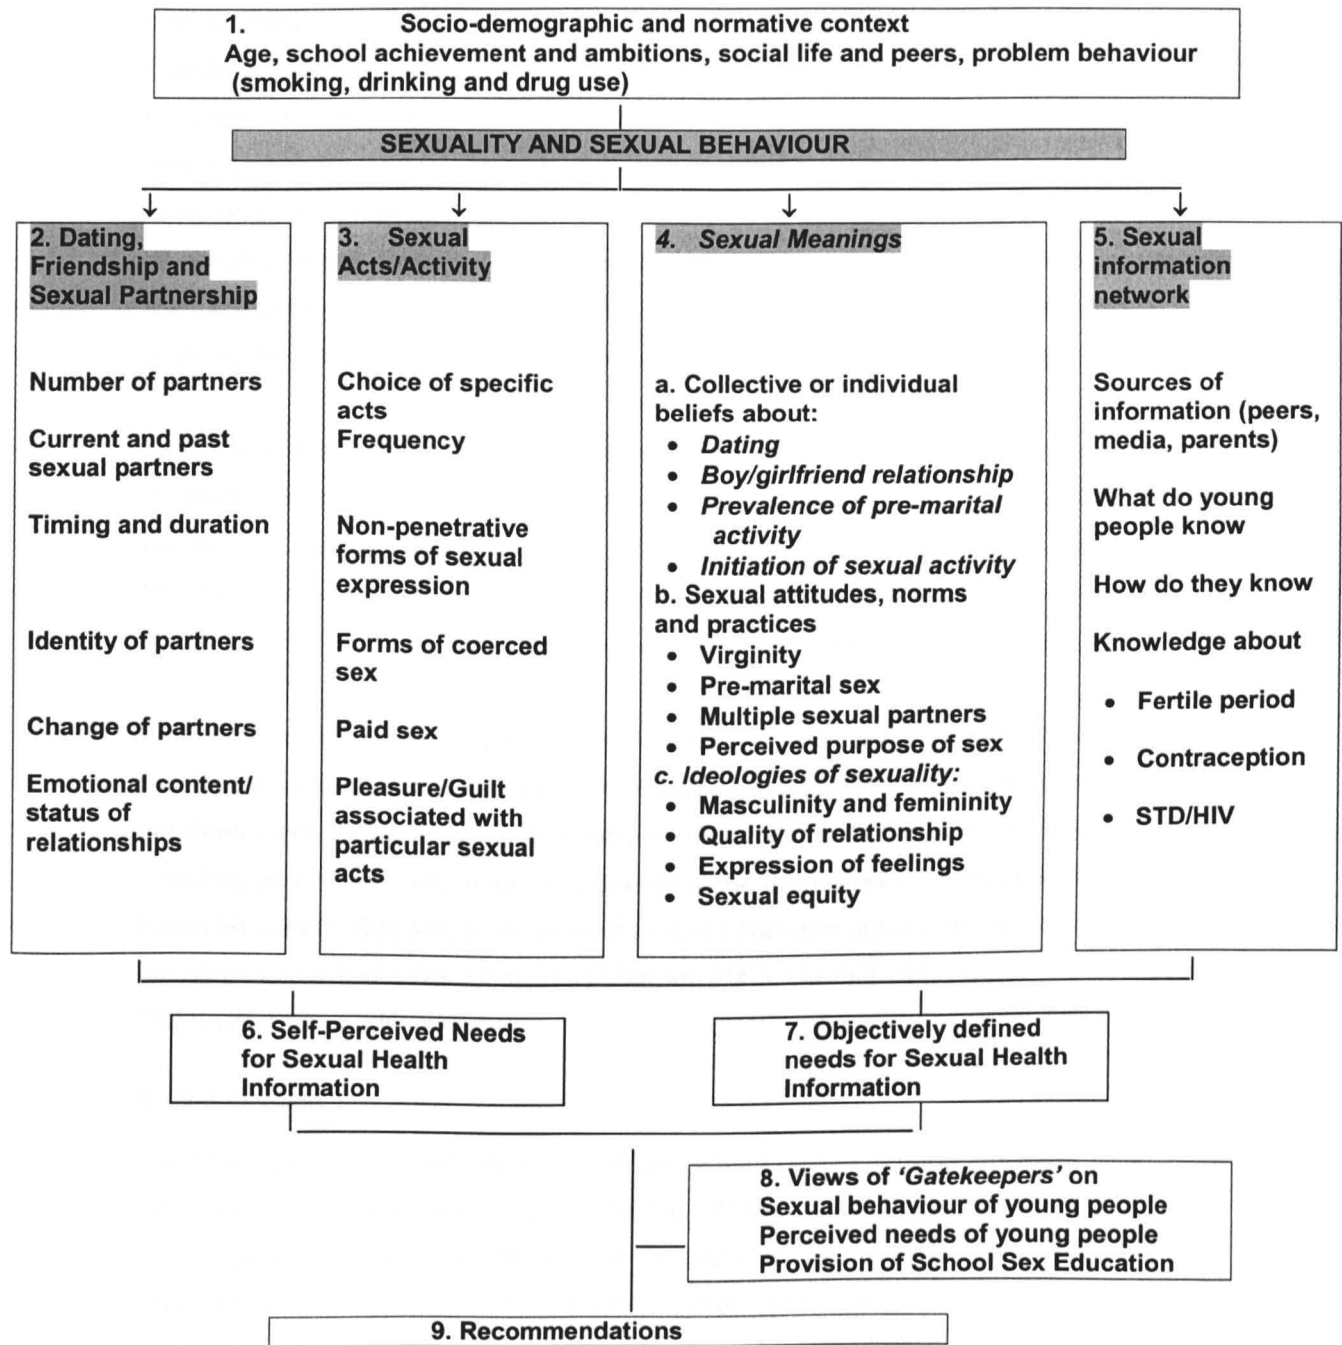 1. Socio-demographic and normative context
Age, school achievement and ambitions, social life and peers, problem behaviour
(smoking, drinking and drug use)
SEXUALITY AND SEXUAL BEHAVIOUR
2. Dating,
Friendship and
Sexual Partnership
Number of partners
Current and past
sexual partners
Timing and duration
Identity of partners
Change of partners
Emotional content/
status of
relationships
3. Sexual
Acts/Activity
Choice of specific
acts
Frequency
Non-penetrative
forms of sexual
expression
Forms of coerced
sex
Paid sex
Pleasure/Guilt
associated with
particular sexual
acts
4. Sexual Meanings
a. Collective or individual
beliefs about:
• Dating
• Boy/girlfriend relationship
• Prevalence of pre-marital
activity
• Initiation of sexual activity
b. Sexual attitudes, norms
and practices
• Virginity
• Pre-marital sex
• Multiple sexual partners
• Perceived purpose of sex
c. Ideologies of sexuality:
• Masculinity and femininity
• Quality of relationship
• Expression of feelings
• Sexual equity
5. Sexual
information
network
Sources of
information (peers,
media, parents)
What do young
people know
How do they know
Knowledge about
• Fertile period
• Contraception
• STD/HIV
6. Self-Perceived Needs
for Sexual Health
Information
7. Objectively defined
needs for Sexual Health
Information
8. Views of 'Gatekeepers' on
Sexual behaviour of young people
Perceived needs of young people
Provision of School Sex Education
9. Recommendations